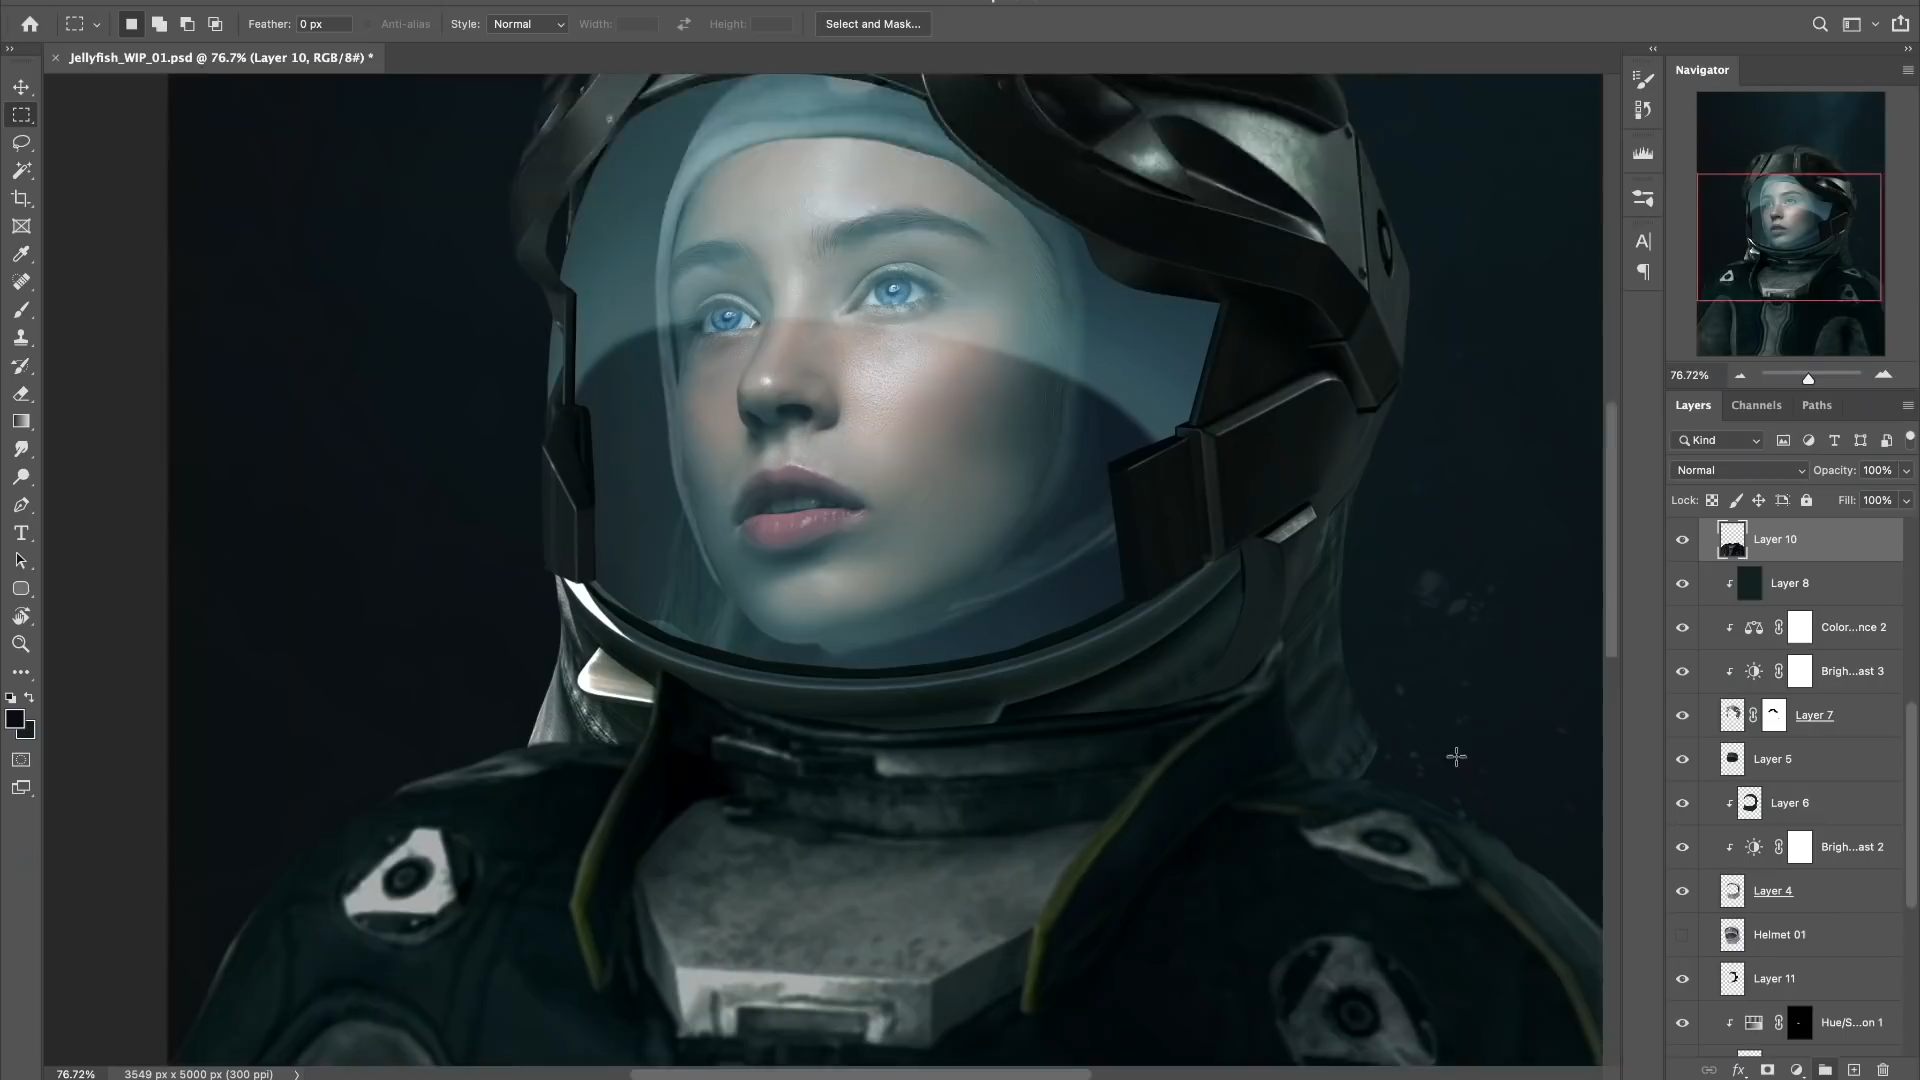 Feather: 0 px Anti-alias Style: Normal Width: Height: Select and Mask...
× Jellyfish_WIP_01.psd @ 76.7% (Layer 10, RGB/8#) *
Navigator
76.72%
Layers Channels Paths
Kind
Normal Opacity: 100%
Lock: Fill: 100%
Layer 10
Layer 8
Color...nce 2
Brigh...ast 3
Layer 7
Layer 5
Layer 6
Brigh...ast 2
Layer 4
Helmet 01
Layer 11
Hue/S...on 1
76.72% 3549 px x 5000 px (300 ppi)